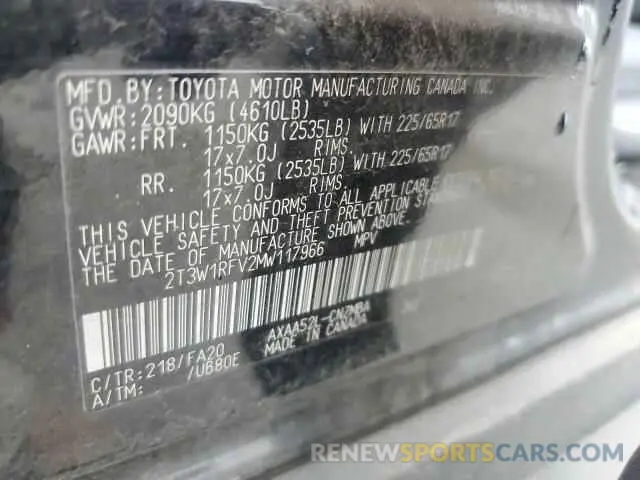 MFD. BY: TOYOTA MOTOR MANUFACTURING CANADA INC.
GVWR: 2090KG (4610LB)
GAWR: FRT. 1150KG (2535LB) WITH 225/65R17
17x7.0J RIMS.
RR. 1150KG (2535LB) WITH 225/65R17
17x7.0J RIMS.
THIS VEHICLE CONFORMS TO ALL APPLICABLE
VEHICLE SAFETY AND THEFT PREVENTION
THE DATE OF MANUFACTURE SHOWN ABOVE.
2T3W1RFV2MW117966 MPV
C/TR: 218/FA20 AXAA52L-CNZMBA
A/TM: /U680E MADE IN CANADA
RENEWSPORTSCARS.COM